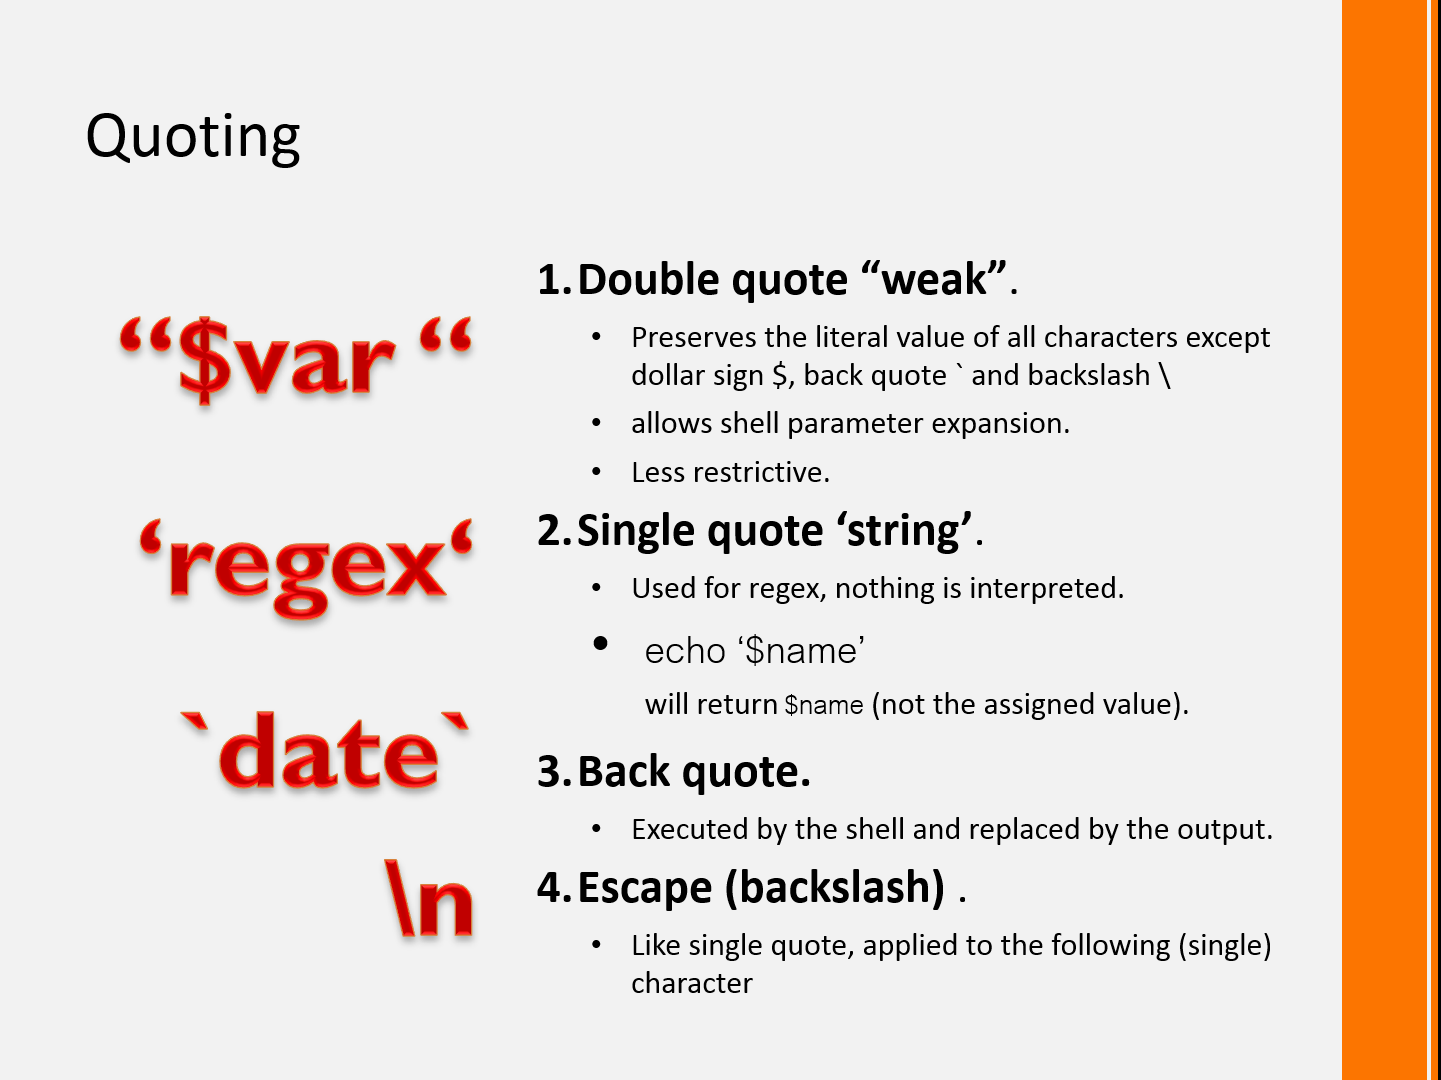 Quoting
“$var “
‘regex‘
`date`
\n
1. Double quote “weak”.
• Preserves the literal value of all characters except
dollar sign $, back quote ` and backslash \
• allows shell parameter expansion.
• Less restrictive.
2. Single quote ‘string’.
• Used for regex, nothing is interpreted.
• echo ‘$name’
will return $name (not the assigned value).
3. Back quote.
• Executed by the shell and replaced by the output.
4. Escape (backslash) .
• Like single quote, applied to the following (single)
character